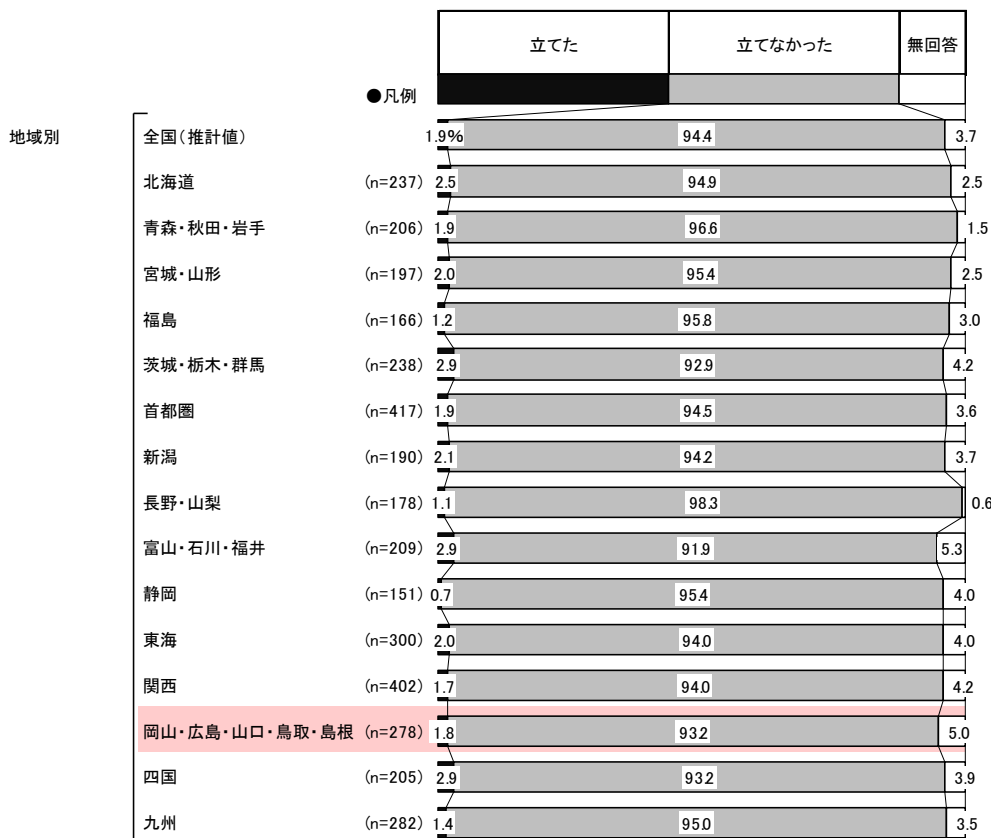 立てた 立てなかった 無回答
●凡例
地域別 全国(推計値) 1.9% 94.4 3.7
北海道 (n=237) 2.5 94.9 2.5
青森・秋田・岩手 (n=206) 1.9 96.6 1.5
宮城・山形 (n=197) 2.0 95.4 2.5
福島 (n=166) 1.2 95.8 3.0
茨城・栃木・群馬 (n=238) 2.9 92.9 4.2
首都圏 (n=417) 1.9 94.5 3.6
新潟 (n=190) 2.1 94.2 3.7
長野・山梨 (n=178) 1.1 98.3 0.6
富山・石川・福井 (n=209) 2.9 91.9 5.3
静岡 (n=151) 0.7 95.4 4.0
東海 (n=300) 2.0 94.0 4.0
関西 (n=402) 1.7 94.0 4.2
岡山・広島・山口・鳥取・島根 (n=278) 1.8 93.2 5.0
四国 (n=205) 2.9 93.2 3.9
九州 (n=282) 1.4 95.0 3.5